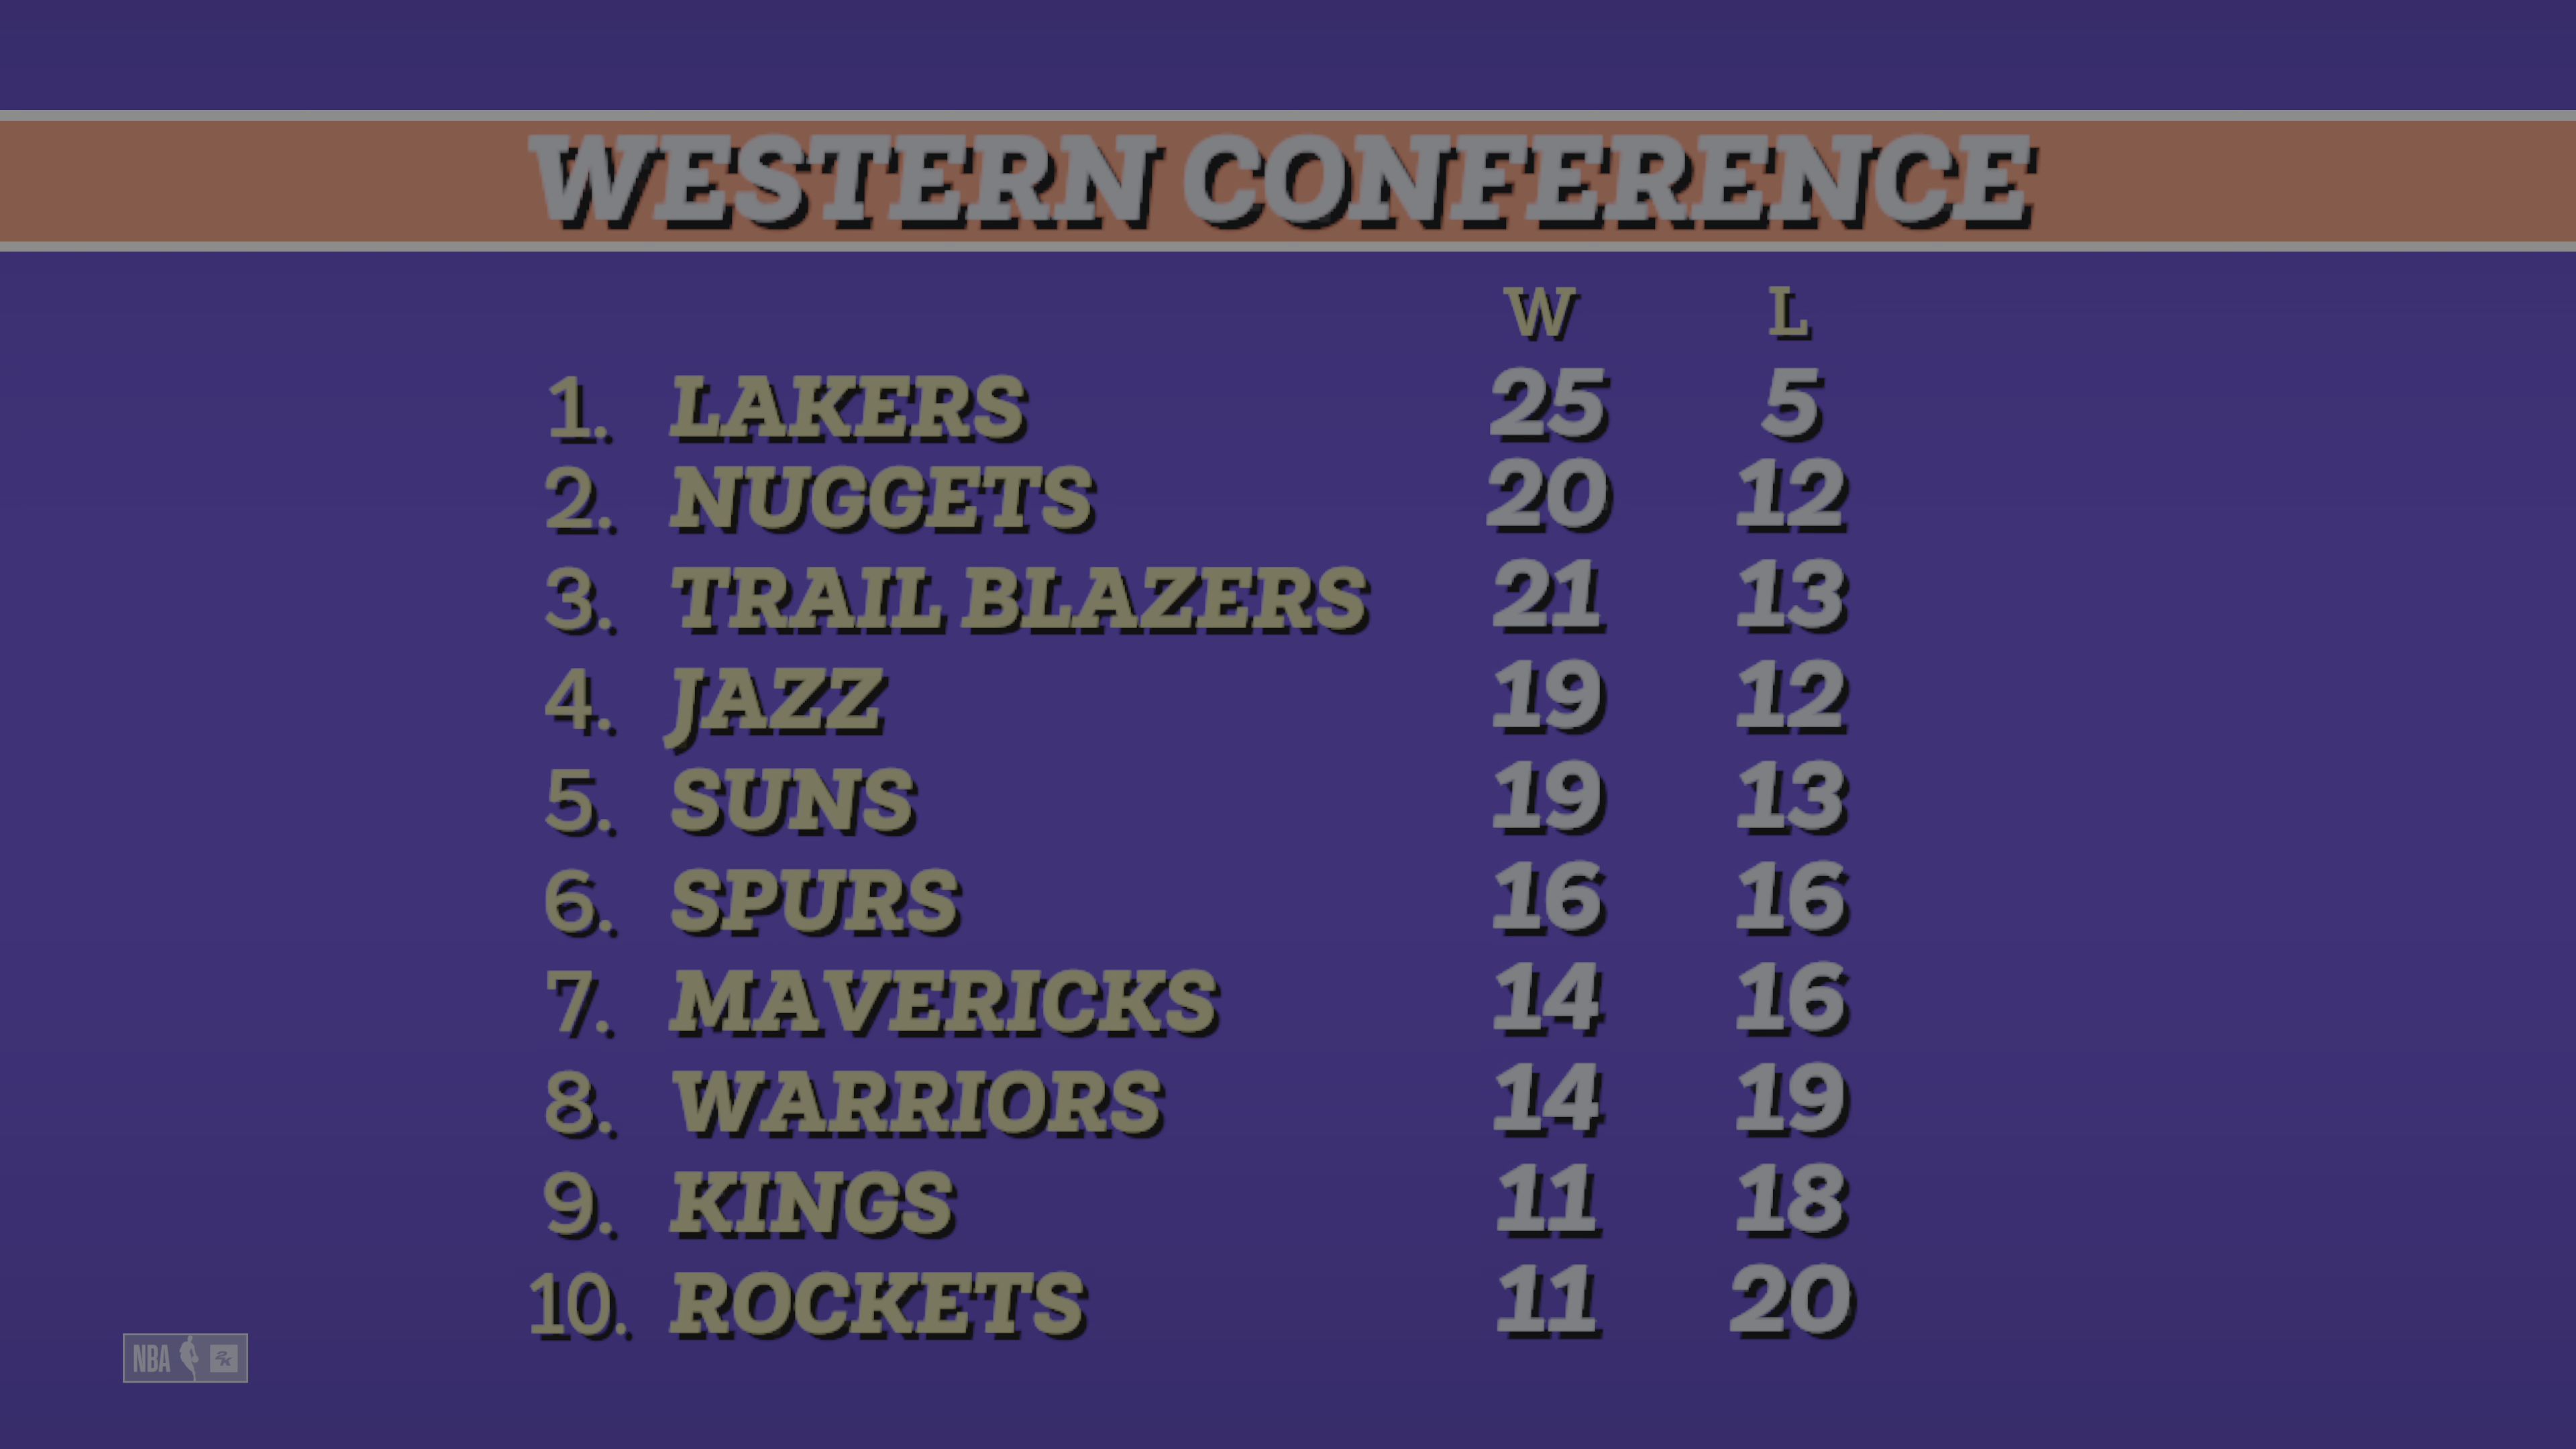 WESTERN CONFERENCE
W L
1. LAKERS 25 5
2. NUGGETS 20 12
3. TRAIL BLAZERS 21 13
4. JAZZ 19 12
5. SUNS 19 13
6. SPURS 16 16
7. MAVERICKS 14 16
8. WARRIORS 14 19
9. KINGS 11 18
10. ROCKETS 11 20
NBA 2K